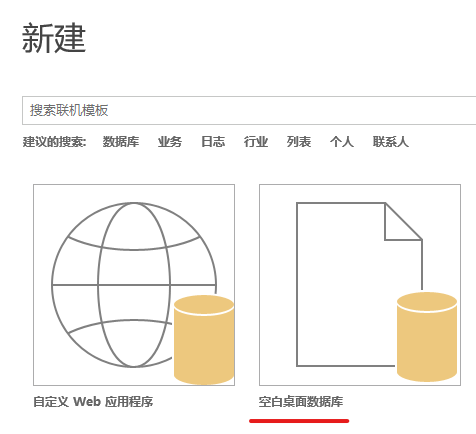 新建
搜索联机模板
建议的搜索: 数据库 业务 日志 行业 列表 个人 联系人
自定义 Web 应用程序 空白桌面数据库